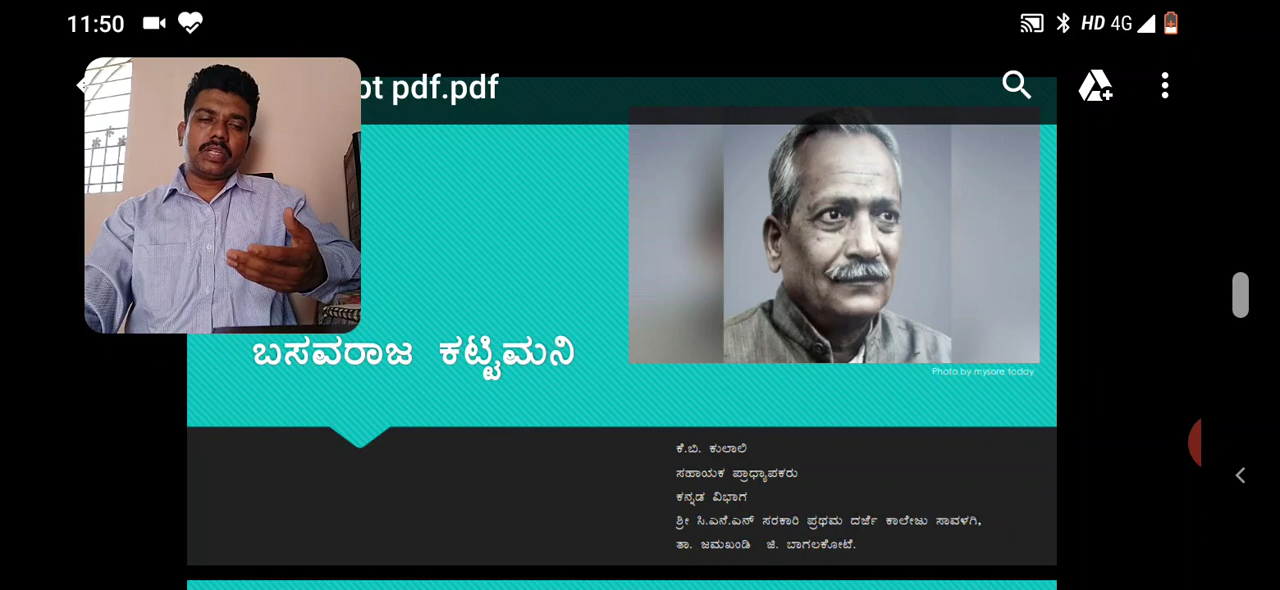 11:50 HD 4G
pt pdf.pdf
ಬಸವರಾಜ ಕಟ್ಟಿಮನಿ
Photo by mysore today
ಕೆ.ಬಿ. ಕುಲಾಲಿ
ಸಹಾಯಕ ಪ್ರಾಧ್ಯಾಪಕರು
ಕನ್ನಡ ವಿಭಾಗ
ಶ್ರೀ ಸಿ.ಎನೆ.ಎನ್ ಸರಕಾರಿ ಪ್ರಥಮ ದರ್ಜೆ ಕಾಲೇಜು ಸಾವಳಗಿ,
ತಾ. ಜಮಖಂಡಿ ಜಿ. ಬಾಗಲಕೋಟೆ.